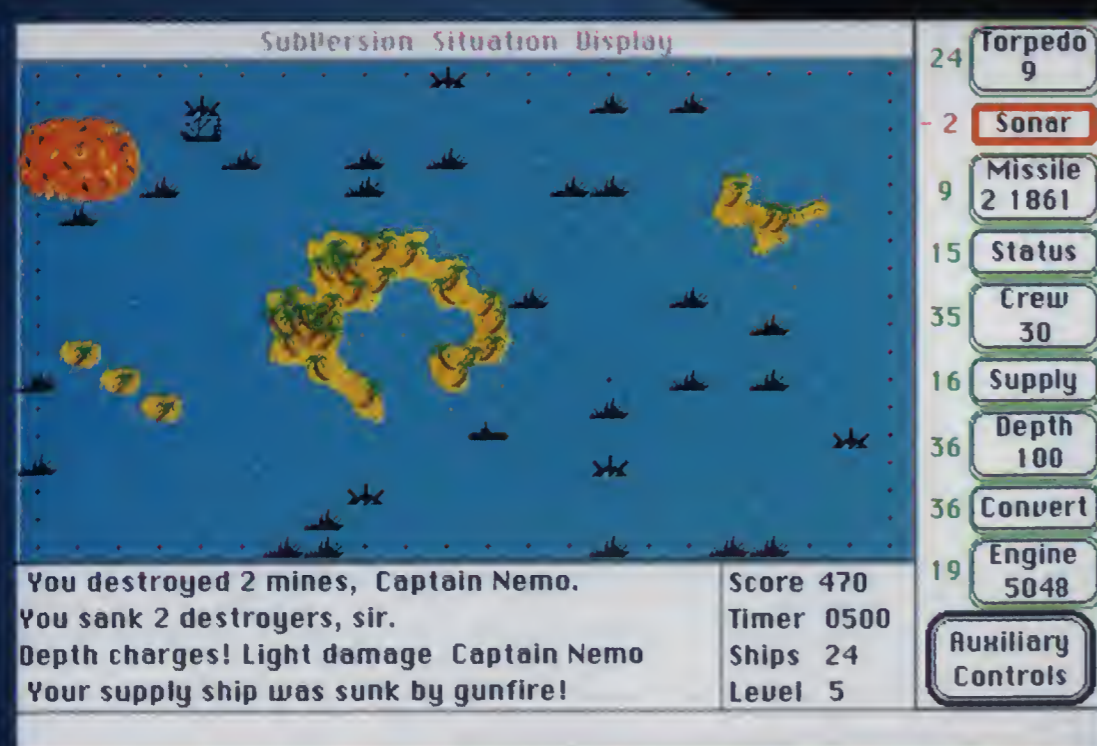 SubVersion Situation Display
24 Torpedo
9
- 2 Sonar
9 Missile
2 1861
15 Status
35 Crew
30
16 Supply
36 Depth
100
36 Convert
19 Engine
5048
Auxiliary
Controls
You destroyed 2 mines, Captain Nemo.
You sank 2 destroyers, sir.
Depth charges! Light damage Captain Nemo
Your supply ship was sunk by gunfire!
Score 470
Timer 0500
Ships 24
Level 5